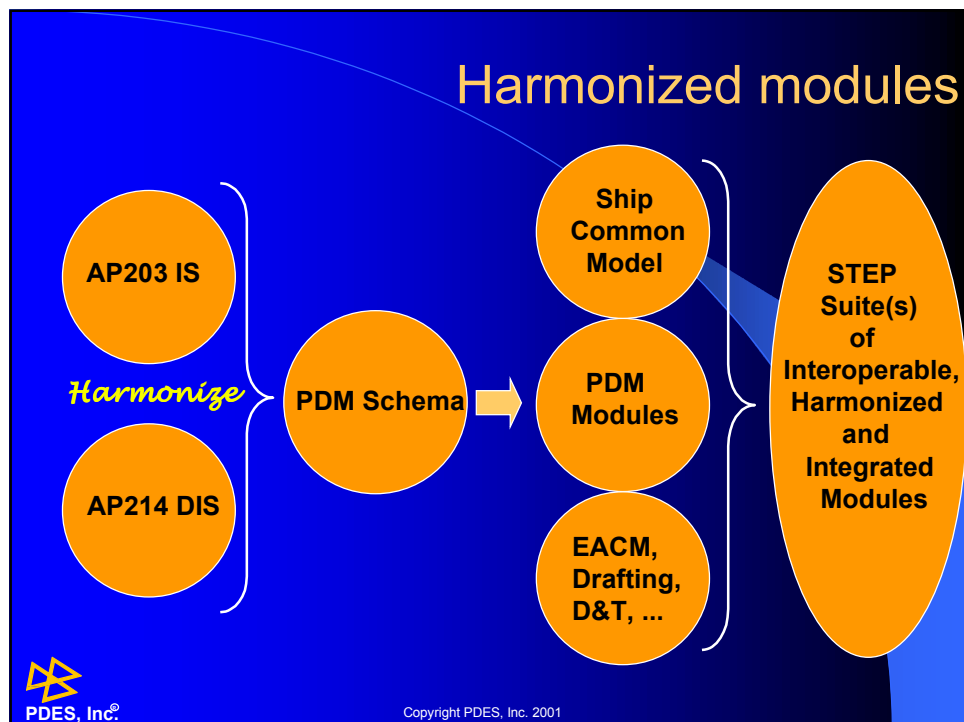 Harmonized modules
AP203 IS
Harmonize
AP214 DIS
PDM Schema
Ship
Common
Model
PDM
Modules
EACM,
Drafting,
D&T, ...
STEP
Suite(s)
of
Interoperable,
Harmonized
and
Integrated
Modules
PDES, Inc.®
Copyright PDES, Inc. 2001